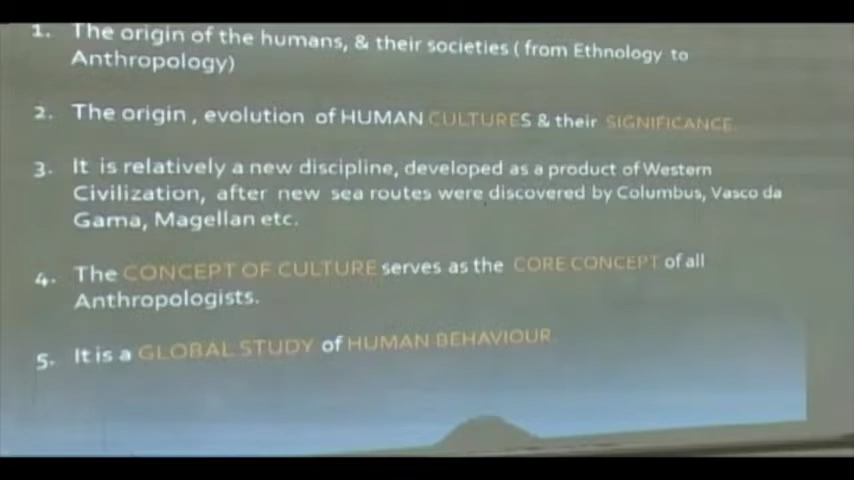 1. The origin of the humans, & their societies ( from Ethnology to
Anthropology)
2. The origin , evolution of HUMAN CULTURES & their SIGNIFICANCE.
3. It is relatively a new discipline, developed as a product of Western
Civilization, after new sea routes were discovered by Columbus, Vasco da
Gama, Magellan etc.
4. The CONCEPT OF CULTURE serves as the CORE CONCEPT of all
Anthropologists.
5. It is a GLOBAL STUDY of HUMAN BEHAVIOUR.